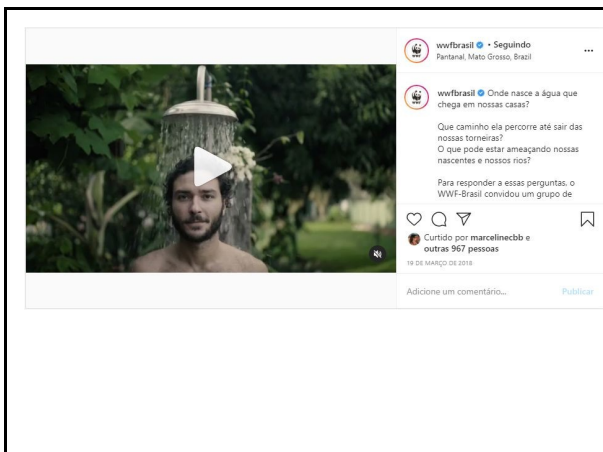 wwfbrasil • Seguindo
Pantanal, Mato Grosso, Brazil
wwfbrasil Onde nasce a água que
chega em nossas casas?
Que caminho ela percorre até sair das
nossas torneiras?
O que pode estar ameaçando nossas
nascentes e nossos rios?
Para responder a essas perguntas, o
WWF-Brasil convidou um grupo de
Curtido por marcelinecbb e
outras 967 pessoas
19 DE MARÇO DE 2018
Adicione um comentário...
Publicar